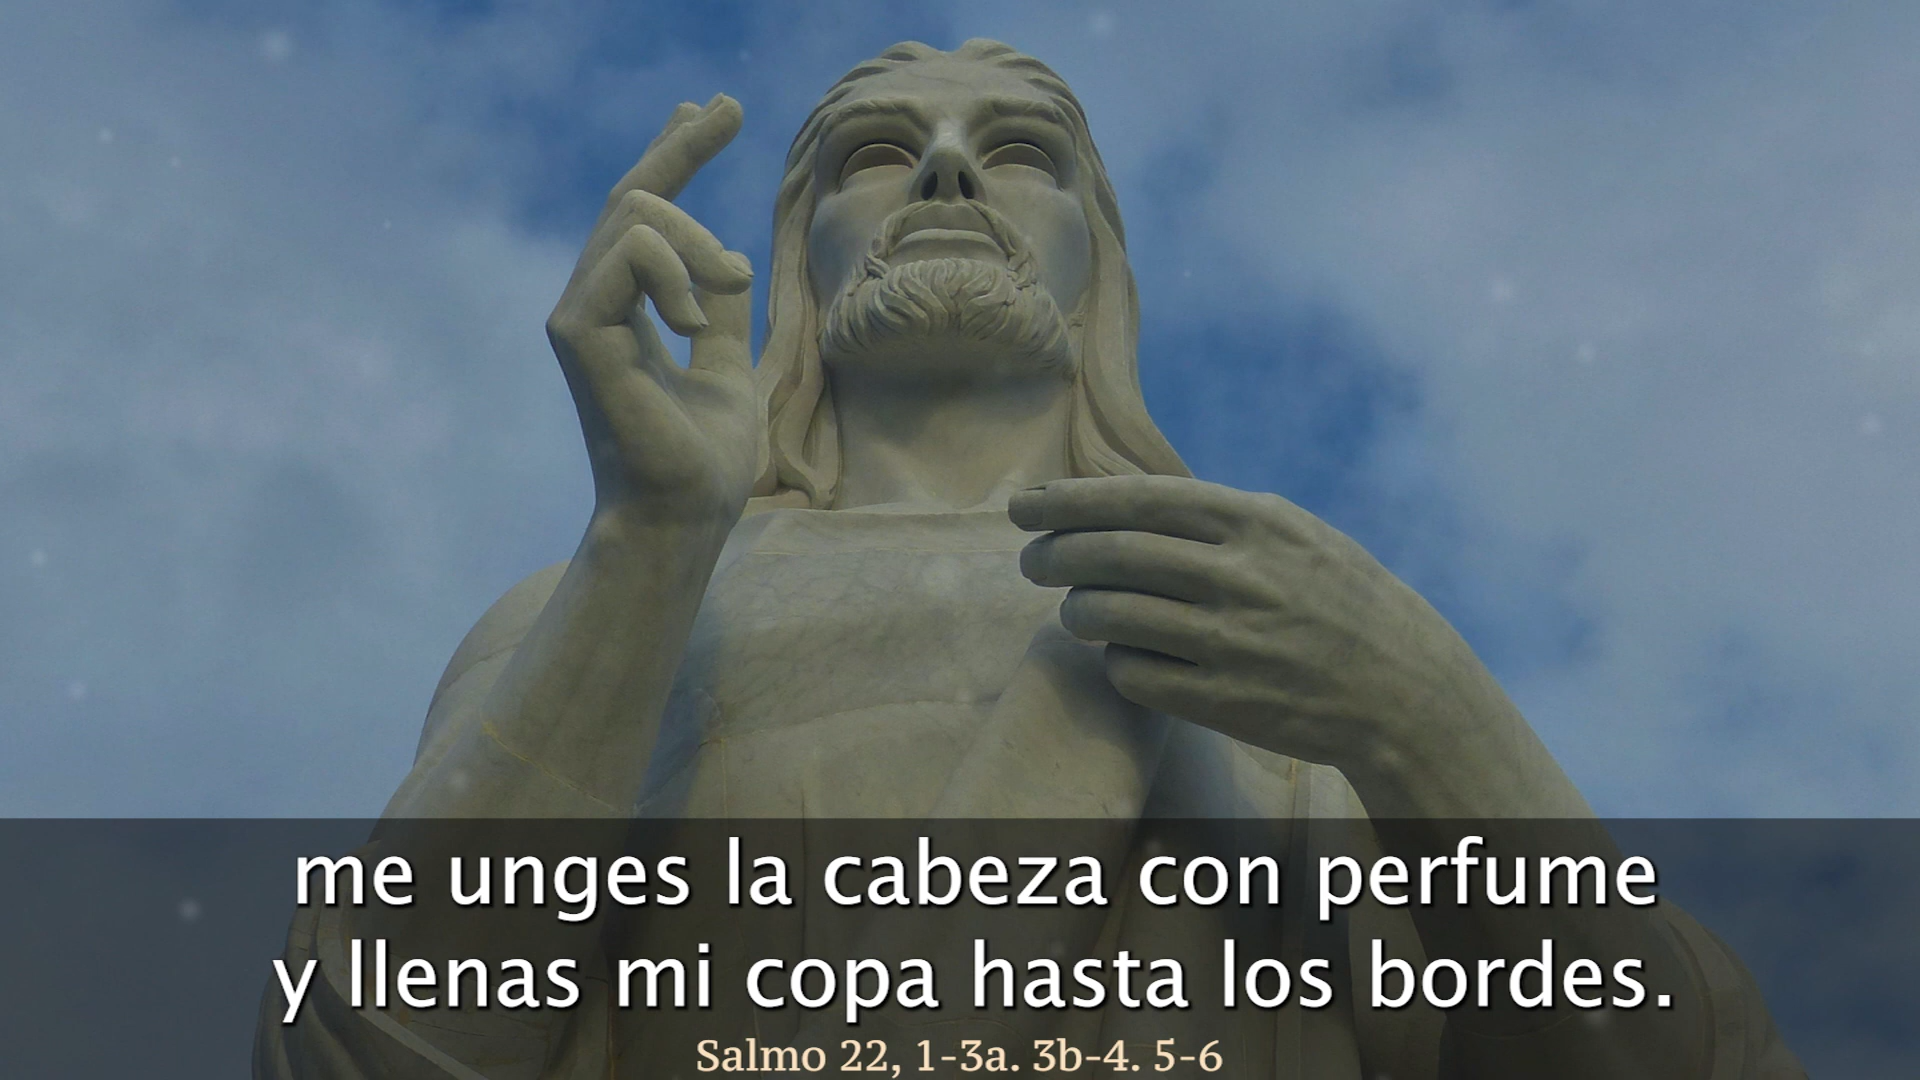 me unges la cabeza con perfume
y llenas mi copa hasta los bordes.
Salmo 22, 1-3a. 3b-4. 5-6